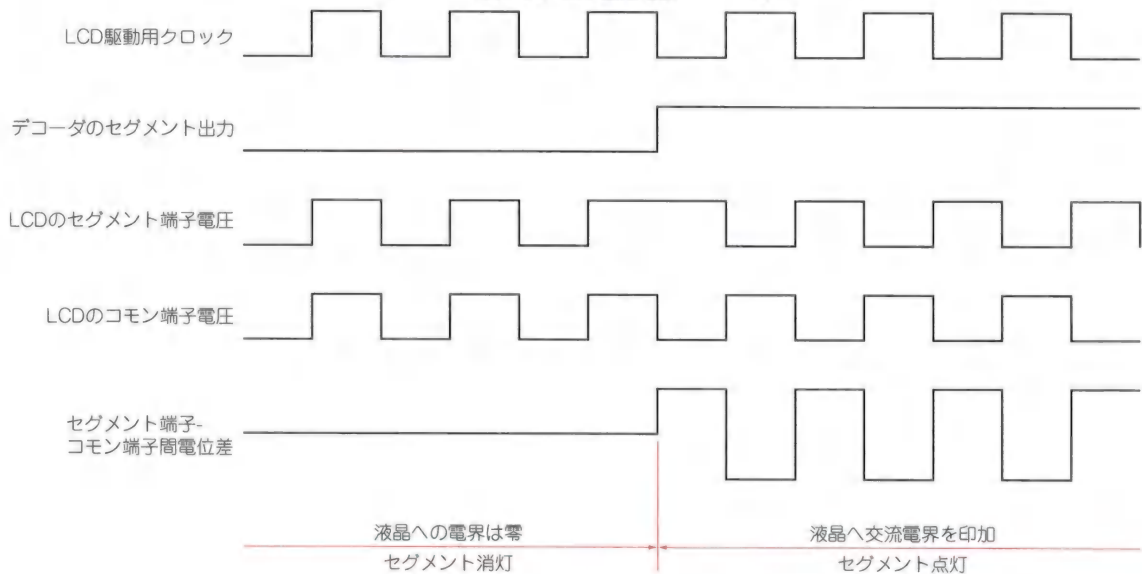 LCD駆動用クロック
デコーダのセグメント出力
LCDのセグメント端子電圧
LCDのコモン端子電圧
セグメント端子-
コモン端子間電位差
液晶への電界は零
液晶へ交流電界を印加
セグメント消灯
セグメント点灯